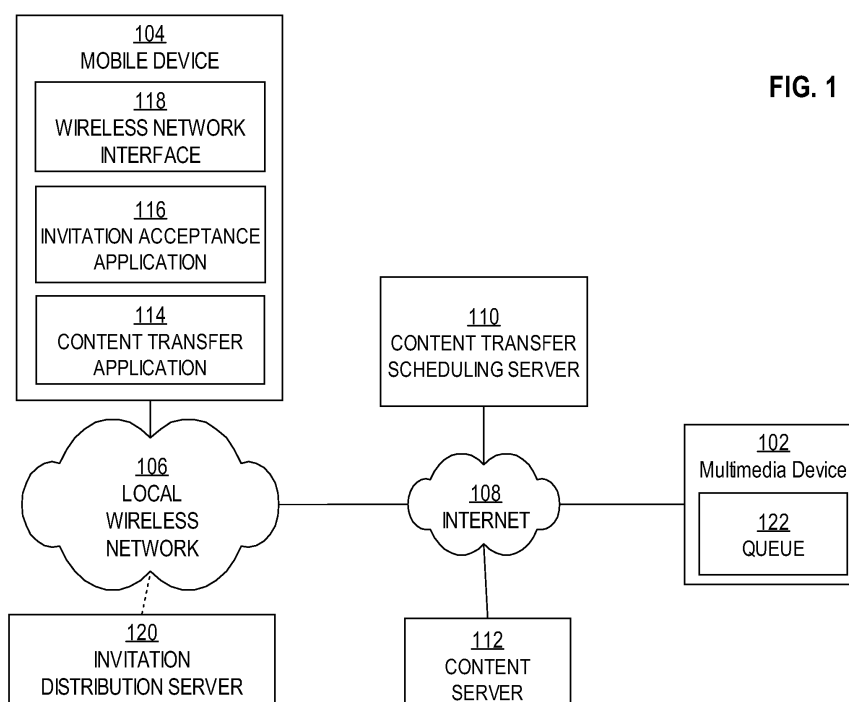 104
MOBILE DEVICE
118
WIRELESS NETWORK
INTERFACE
116
INVITATION ACCEPTANCE
APPLICATION
114
CONTENT TRANSFER
APPLICATION
FIG. 1
110
CONTENT TRANSFER
SCHEDULING SERVER
106
LOCAL
WIRELESS
NETWORK
108
INTERNET
102
Multimedia Device
122
QUEUE
120
INVITATION
DISTRIBUTION SERVER
112
CONTENT
SERVER